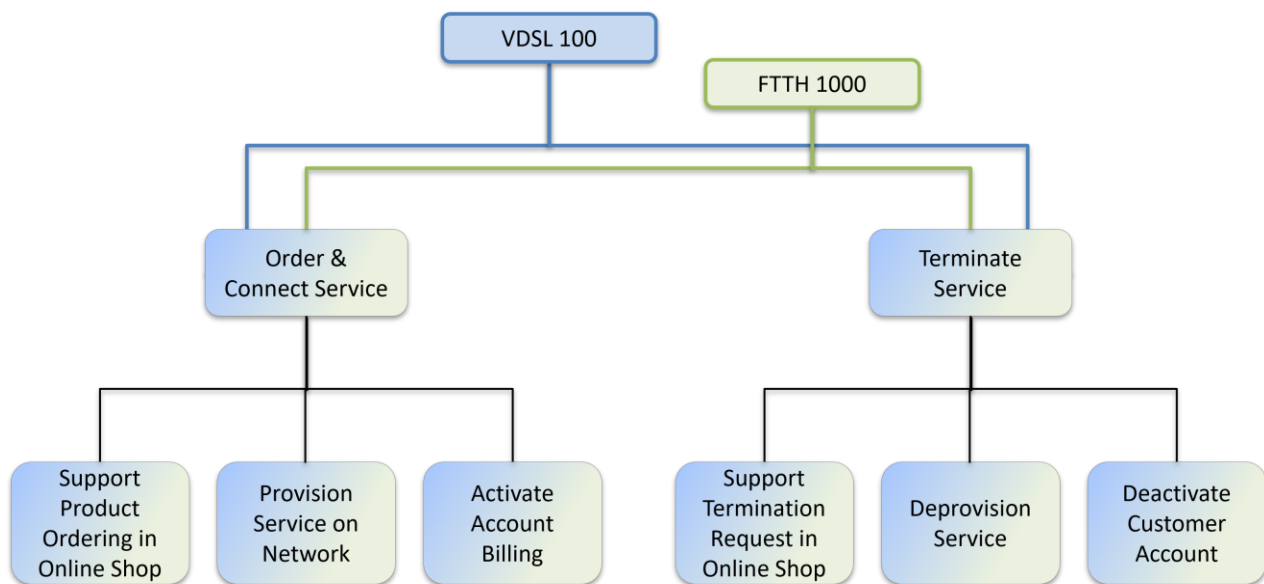 VDSL 100
FTTH 1000
Order &
Connect Service
Terminate
Service
Support
Product
Ordering in
Online Shop
Provision
Service on
Network
Activate
Account
Billing
Support
Termination
Request in
Online Shop
Deprovision
Service
Deactivate
Customer
Account